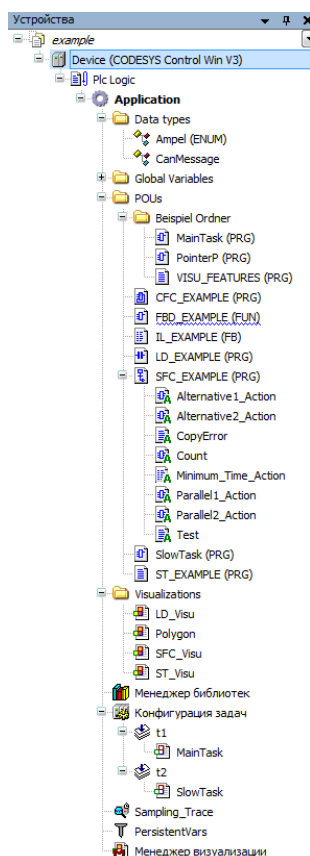 Устройства
example
Device (CODESYS Control Win V3)
Plc Logic
Application
Data types
Ampel (ENUM)
CanMessage
Global Variables
POUs
Beispiel Ordner
MainTask (PRG)
PointerP (PRG)
VISU_FEATURES (PRG)
CFC_EXAMPLE (PRG)
FBD_EXAMPLE (FUN)
IL_EXAMPLE (FB)
LD_EXAMPLE (PRG)
SFC_EXAMPLE (PRG)
Alternative1_Action
Alternative2_Action
CopyError
Count
Minimum_Time_Action
Parallel1_Action
Parallel2_Action
Test
SlowTask (PRG)
ST_EXAMPLE (PRG)
Visualizations
LD_Visu
Polygon
SFC_Visu
ST_Visu
Менеджер библиотек
Конфигурация задач
t1
MainTask
t2
SlowTask
Sampling_Trace
PersistentVars
Менеджер визуализации